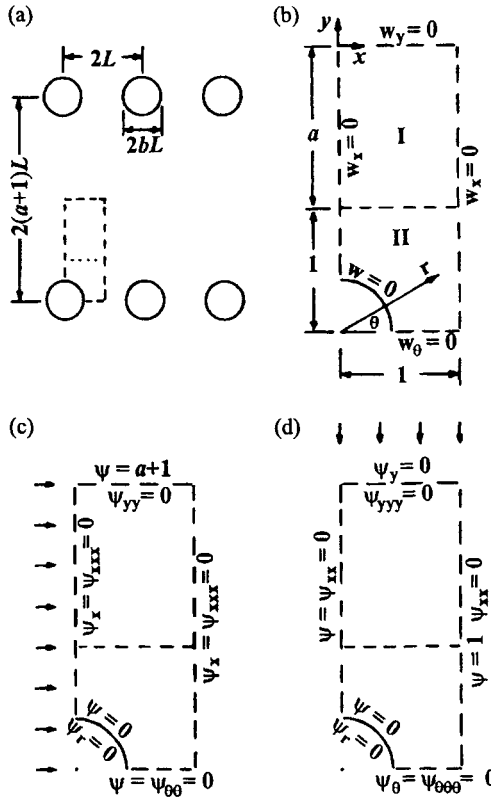 (a)
2L
2bL
2(a+1)L
(b)
y
x
w_y = 0
a
w_x = 0
I
w_x = 0
1
II
w = 0
r
θ
w_θ = 0
1
(c)
ψ = a+1
ψ_yy = 0
ψ_x = ψ_xxx = 0
ψ_x = ψ_xxx = 0
ψ = 0
ψ_r = 0
ψ = ψ_θθ = 0
(d)
ψ_y = 0
ψ_yyy = 0
ψ = ψ_xx = 0
ψ = 1 ψ_xx = 0
ψ = 0
ψ_r = 0
ψ_θ = ψ_θθθ = 0